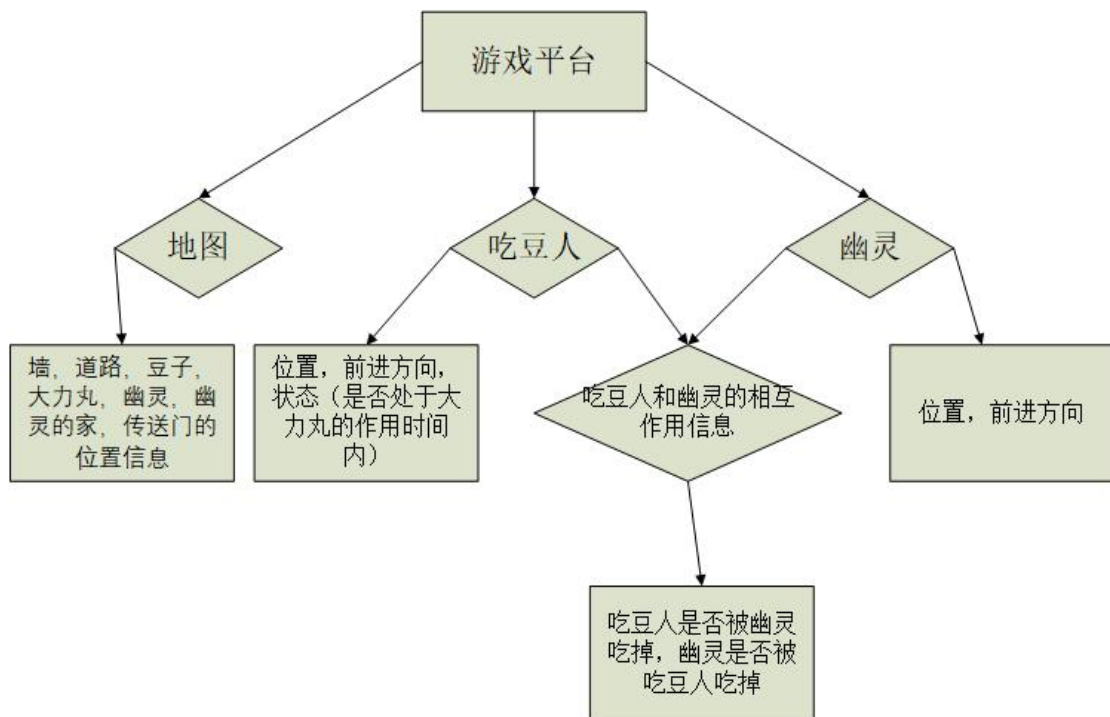 游戏平台
地图
吃豆人
幽灵
墙，道路，豆子，
大力丸，幽灵，幽
灵的家，传送门的
位置信息
位置，前进方向，
状态（是否处于大
力丸的作用时间
内）
吃豆人和幽灵的相互
作用信息
位置，前进方向
吃豆人是否被幽灵
吃掉，幽灵是否被
吃豆人吃掉